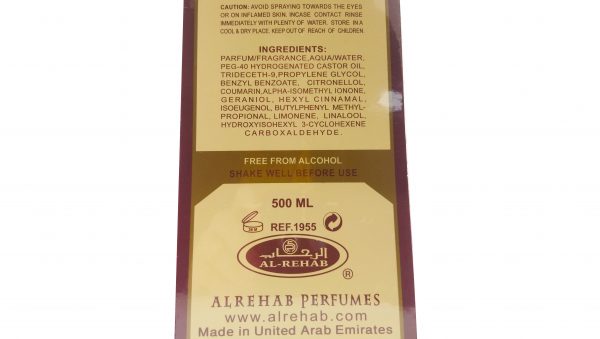 CAUTION: AVOID SPRAYING TOWARDS THE EYES
OR ON INFLAMED SKIN: INCASE CONTACT RINSE
IMMEDIATELY WITH PLENTY OF WATER. STORE IN A
COOL & DRY PLACE. KEEP OUT OF REACH OF CHILDREN
INGREDIENTS:
PARFUM/FRAGRANCE,AQUA/WATER,
PEG-40 HYDROGENATED CASTOR OIL,
TRIDECETH-9,PROPYLENE GLYCOL,
BENZYL BENZOATE, CITRONELLOL,
COUMARIN,ALPHA-ISOMETHYL IONONE,
GERANIOL, HEXYL CINNAMAL,
ISOEUGENOL, BUTYLPHENYL METHYL-
PROPIONAL, LIMONENE, LINALOOL,
HYDROXYISOHEXYL 3-CYCLOHEXENE
CARBOXALDEHYDE.
FREE FROM ALCOHOL
SHAKE WELL BEFORE USE
500 ML
REF.1955
الرحاب
AL-REHAB
®
ALREHAB PERFUMES
www.alrehab.com
Made in United Arab Emirates